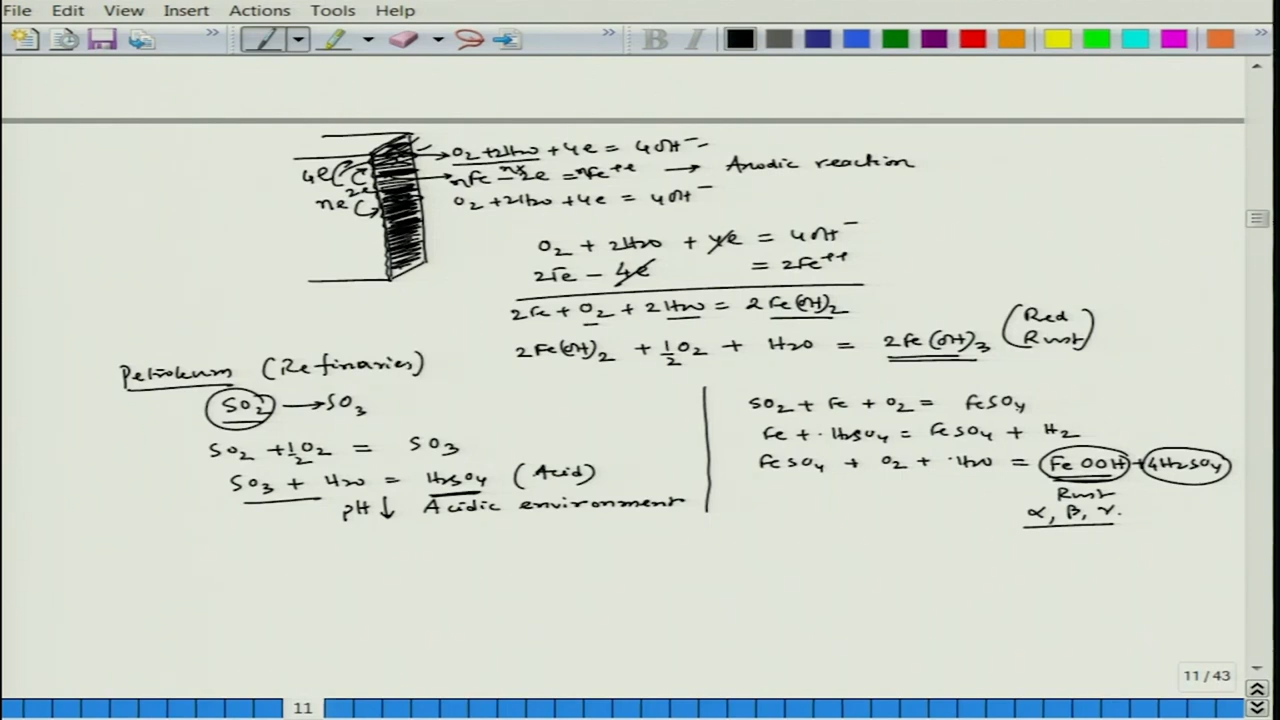 File Edit View Insert Actions Tools Help
B I
O2 + 2H2O + 4e = 4OH-
4e
nFe - 2e = nFe++ → Anodic reaction
2e
ne
O2 + 2H2O + 4e = 4OH-
O2 + 2H2O + 4e = 4OH-
2Fe - 4e = 2Fe++
2Fe + O2 + 2H2O = 2Fe(OH)2
2Fe(OH)2 + 1/2 O2 + H2O = 2Fe(OH)3 (Red Rust)
Petroleum (Refinaries)
SO2 → SO3
SO2 + 1/2 O2 = SO3
SO3 + H2O = H2SO4 (Acid)
pH ↓ Acidic environment
SO2 + Fe + O2 = FeSO4
Fe + H2SO4 = FeSO4 + H2
FeSO4 + O2 + H2O = FeOOH + 4H2SO4
Rust
α, β, γ.
11 / 43
11